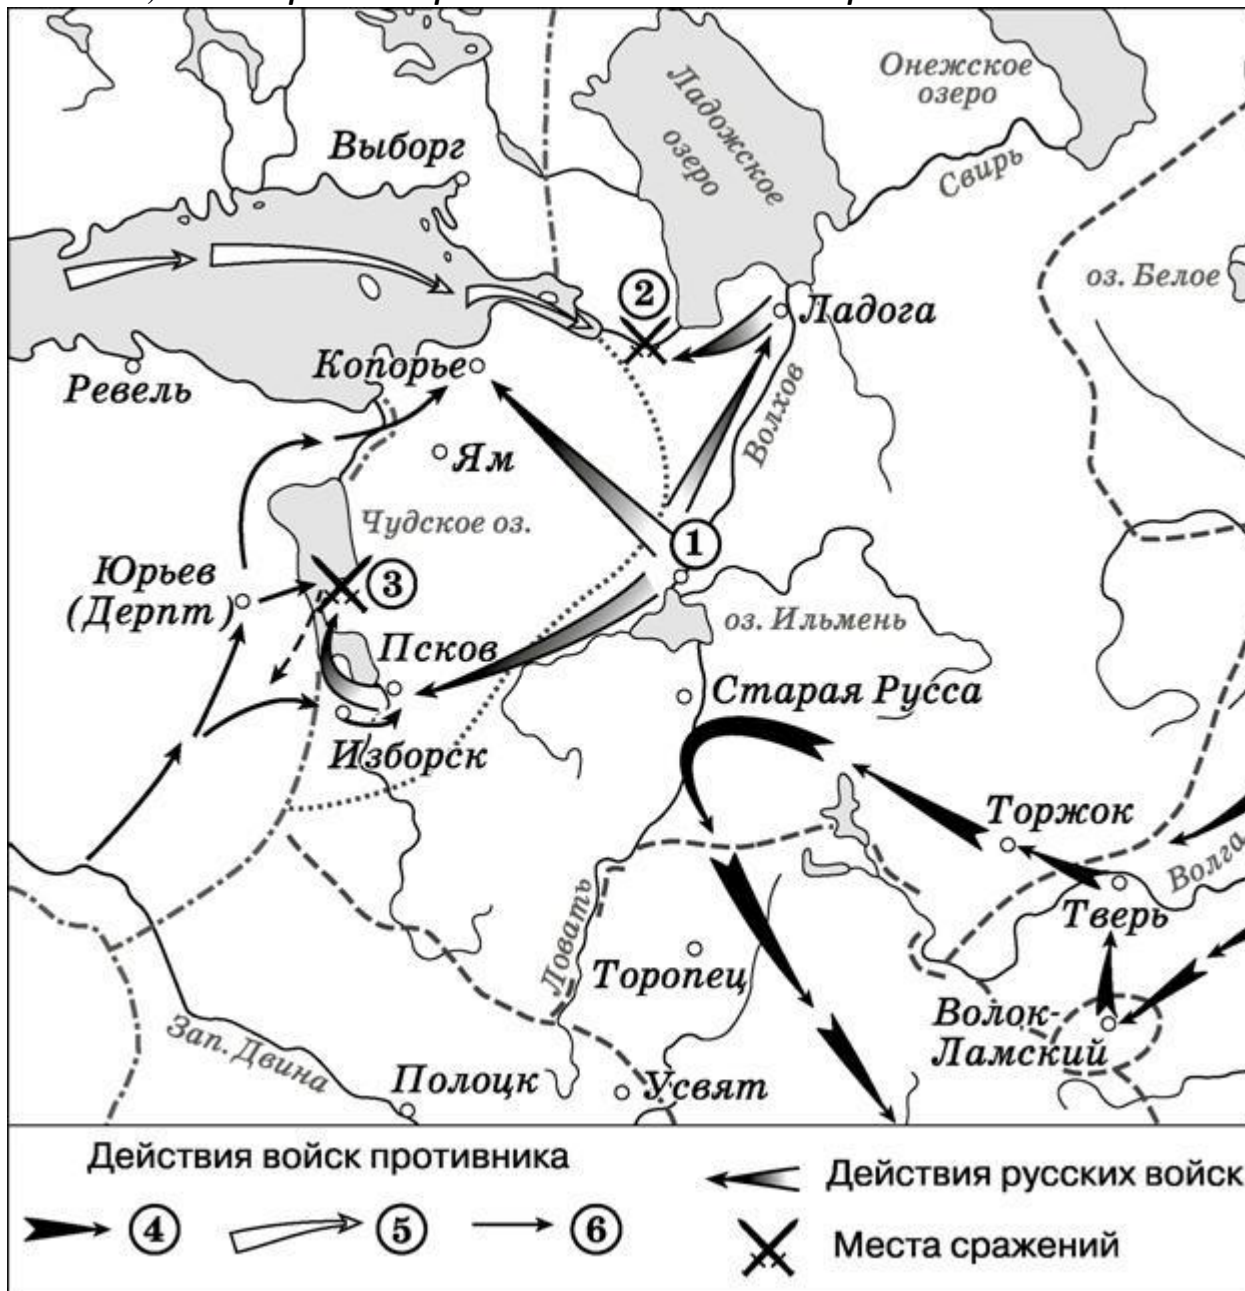 Онежское
озеро
Ладожское
озеро
Выборг
Свирь
2
оз. Белое
Ладога
Копорье
Ревель
Волхов
Ям
Чудское оз.
1
Юрьев
(Дерпт)
3
оз. Ильмень
Псков
Старая Русса
Изборск
Торжок
Волга
Тверь
Ловать
Торопец
Волок-
Ламский
Зап. Двина
Полоцк
Усвят
Действия войск противника
Действия русских войск
4
5
6
Места сражений